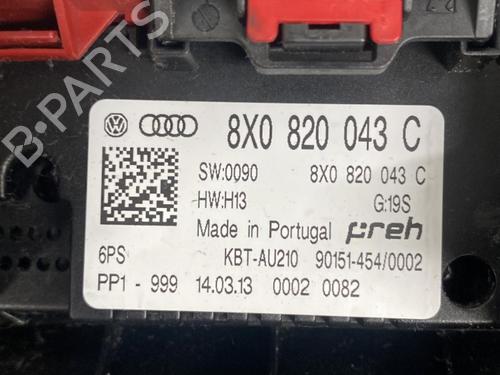 8X0 820 043 C
SW:0090 8X0 820 043 C
HW:H13 G:19S
Made in Portugal preh
6PS KBT-AU210 90151-454/0002
PP1 - 999 14.03.13 0002 0082
B-PARTS